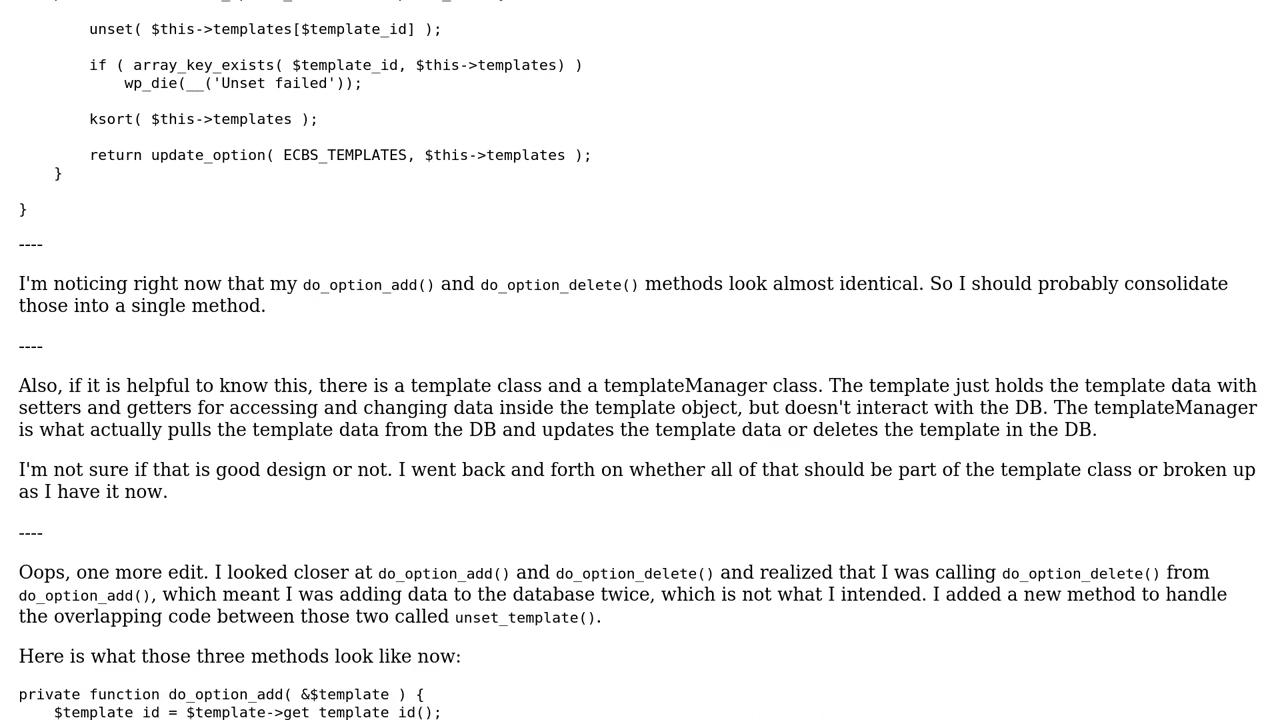 unset( $this->templates[$template_id] );
if ( array_key_exists( $template_id, $this->templates) )
wp_die(__('Unset failed'));
ksort( $this->templates );
return update_option( ECBS_TEMPLATES, $this->templates );
}
}
----
I'm noticing right now that my do_option_add() and do_option_delete() methods look almost identical. So I should probably consolidate
those into a single method.
----
Also, if it is helpful to know this, there is a template class and a templateManager class. The template just holds the template data with
setters and getters for accessing and changing data inside the template object, but doesn't interact with the DB. The templateManager
is what actually pulls the template data from the DB and updates the template data or deletes the template in the DB.
I'm not sure if that is good design or not. I went back and forth on whether all of that should be part of the template class or broken up
as I have it now.
----
Oops, one more edit. I looked closer at do_option_add() and do_option_delete() and realized that I was calling do_option_delete() from
do_option_add(), which meant I was adding data to the database twice, which is not what I intended. I added a new method to handle
the overlapping code between those two called unset_template().
Here is what those three methods look like now:
private function do_option_add( &$template ) {
$template_id = $template->get_template_id();